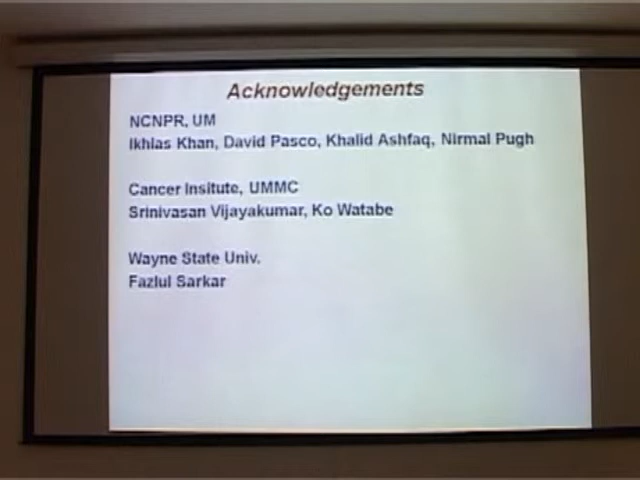 Acknowledgements
NCNPR, UM
Ikhlas Khan, David Pasco, Khalid Ashfaq, Nirmal Pugh
Cancer Insitute, UMMC
Srinivasan Vijayakumar, Ko Watabe
Wayne State Univ.
Fazlul Sarkar